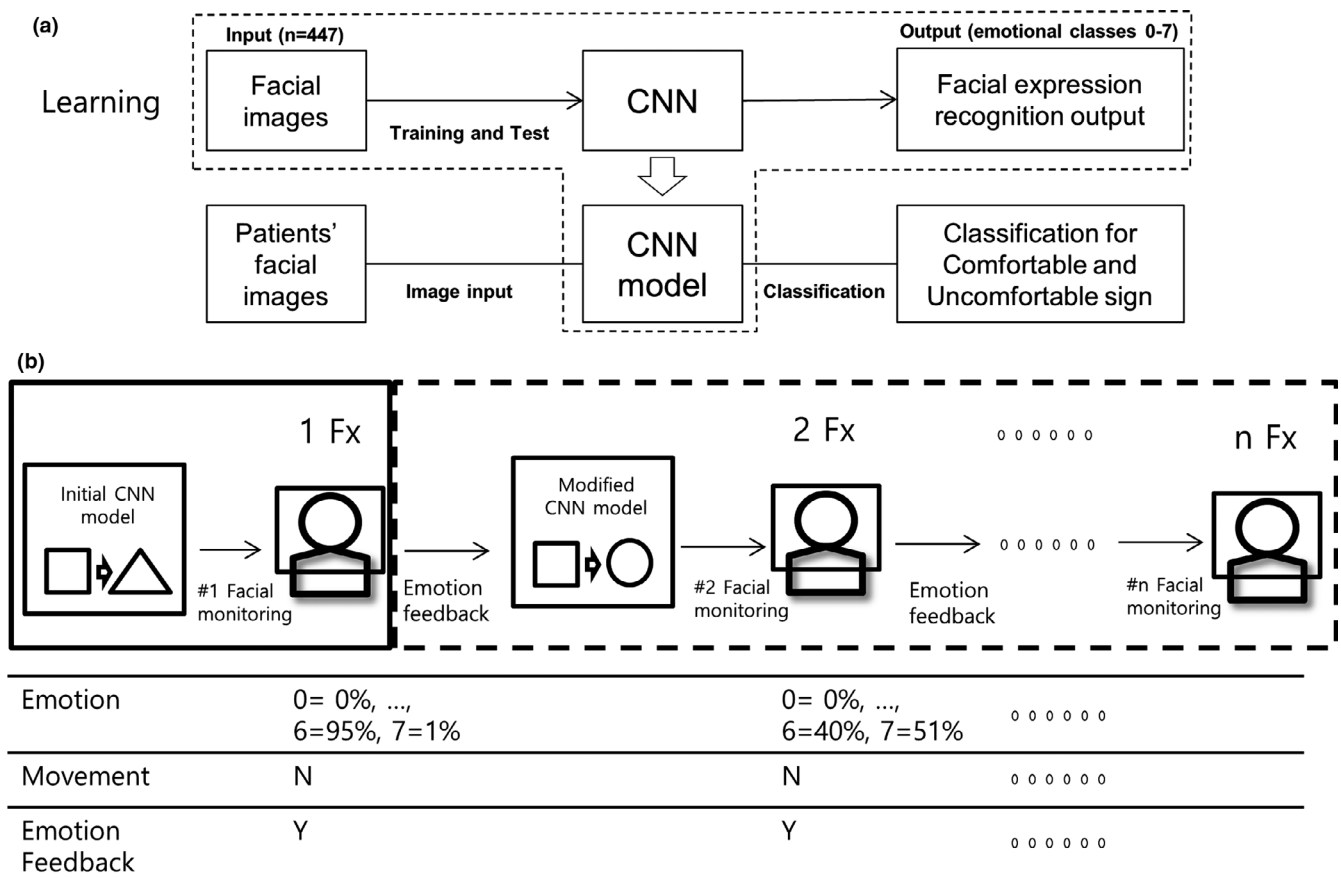 (a)
Input (n=447)
Output (emotional classes 0-7)
Learning
Facial
images
Training and Test
CNN
Facial expression
recognition output
Patients'
facial
images
Image input
CNN
model
Classification
Classification for
Comfortable and
Uncomfortable sign
(b)
1 Fx
2 Fx
o o o o o o
n Fx
Initial CNN
model
#1 Facial
monitoring
Emotion
feedback
Modified
CNN model
#2 Facial
monitoring
Emotion
feedback
o o o o o o
#n Facial
monitoring
Emotion
0= 0%, ...,
6=95%, 7=1%
0= 0%, ...,
6=40%, 7=51%
o o o o o o
Movement
N
N
o o o o o o
Emotion
Feedback
Y
Y
o o o o o o